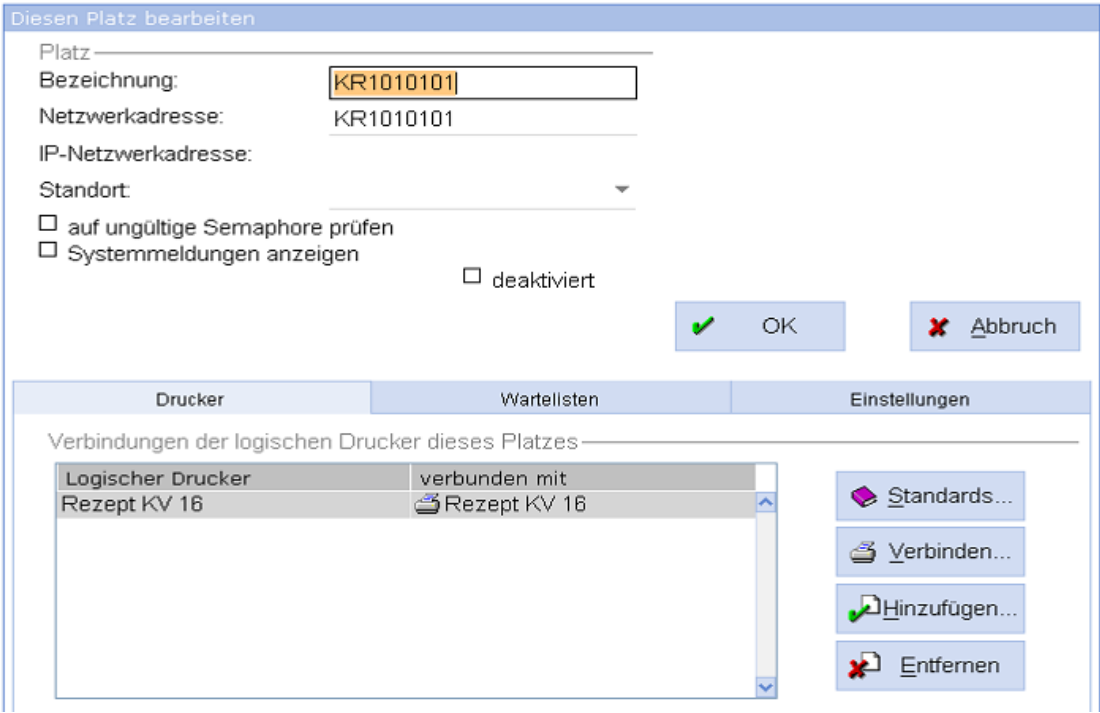 Diesen Platz bearbeiten
Platz
Bezeichnung: KR1010101
Netzwerkadresse: KR1010101
IP-Netzwerkadresse:
Standort:
auf ungültige Semaphore prüfen
Systemmeldungen anzeigen
deaktiviert
OK Abbruch
Drucker Wartelisten Einstellungen
Verbindungen der logischen Drucker dieses Platzes
Logischer Drucker verbunden mit
Rezept KV 16 Rezept KV 16
Standards...
Verbinden...
Hinzufügen...
Entfernen